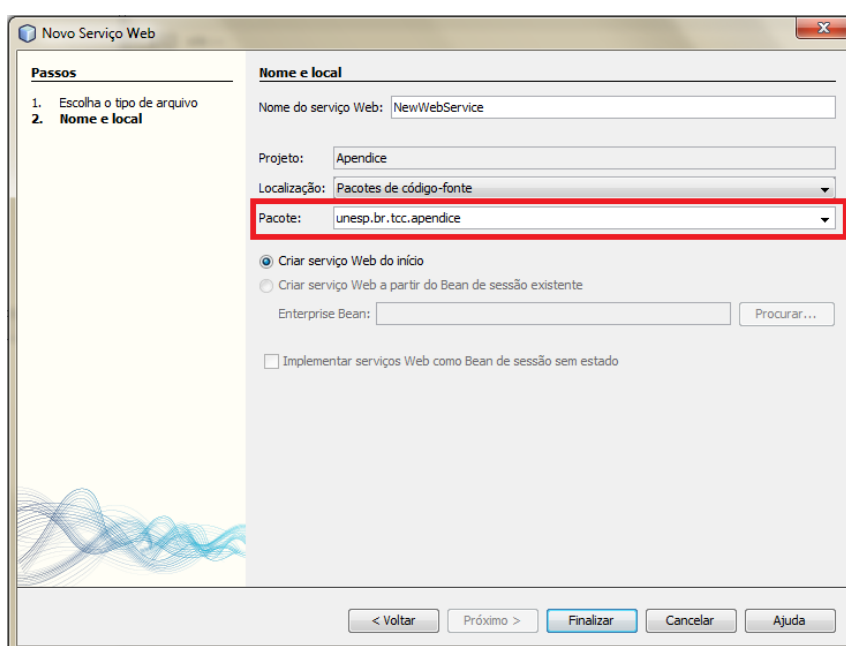 Novo Serviço Web
Passos
1. Escolha o tipo de arquivo
2. Nome e local
Nome e local
Nome do serviço Web: NewWebService
Projeto: Apendice
Localização: Pacotes de código-fonte
Pacote: unesp.br.tcc.apendice
Criar serviço Web do início
Criar serviço Web a partir do Bean de sessão existente
Enterprise Bean: Procurar...
Implementar serviços Web como Bean de sessão sem estado
< Voltar Próximo > Finalizar Cancelar Ajuda